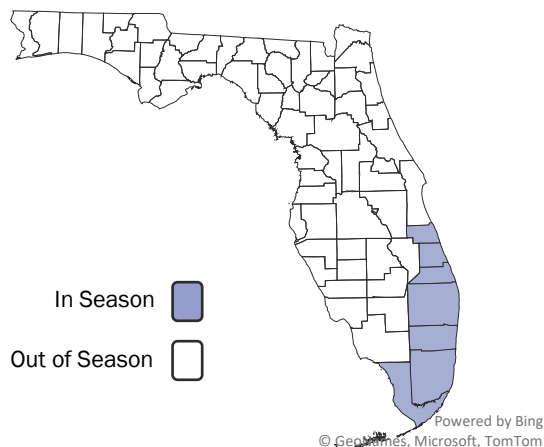 In Season
Out of Season
Powered by Bing
© GeoNames, Microsoft, TomTom